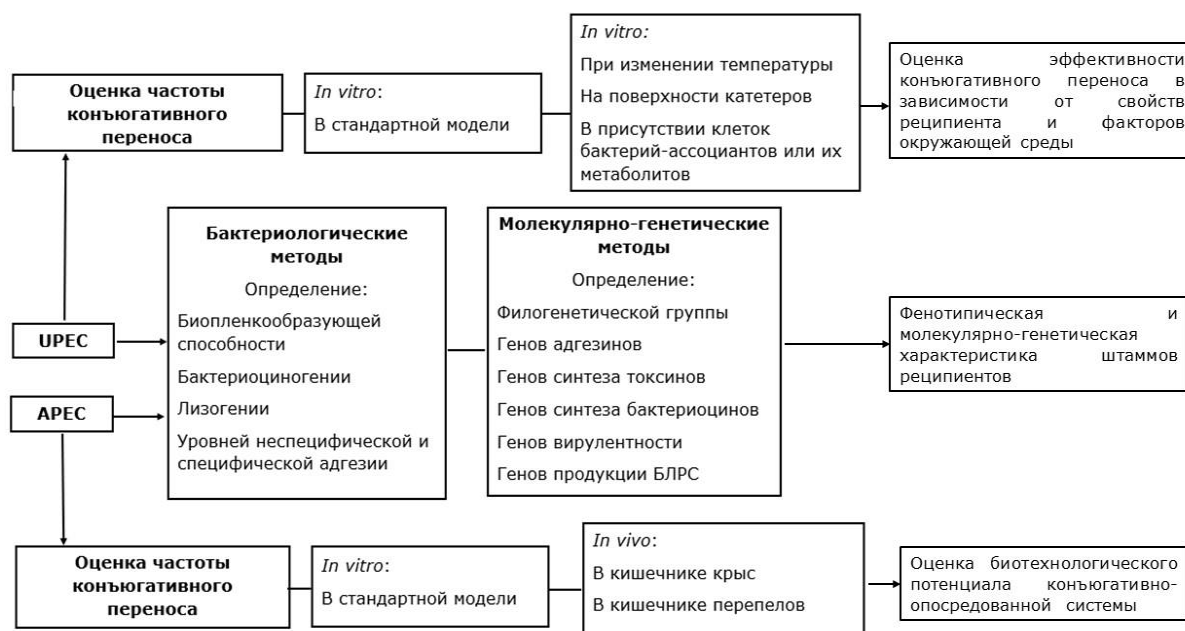 Оценка частоты
конъюгативного
переноса
In vitro:
В стандартной модели
In vitro:
При изменении температуры
На поверхности катетеров
В присутствии клеток
бактерий-ассоциантов или их
метаболитов
Оценка эффективности
конъюгативного переноса в
зависимости от свойств
реципиента и факторов
окружающей среды
UPEC
APEC
Бактериологические
методы
Определение:
Биопленкообразующей
способности
Бактериоциногении
Лизогении
Уровней неспецифической и
специфической адгезии
Молекулярно-генетические
методы
Определение:
Филогенетической группы
Генов адгезинов
Генов синтеза токсинов
Генов синтеза бактериоцинов
Генов вирулентности
Генов продукции БЛРС
Фенотипическая и
молекулярно-генетическая
характеристика штаммов
реципиентов
Оценка частоты
конъюгативного
переноса
In vitro:
В стандартной модели
In vivo:
В кишечнике крыс
В кишечнике перепелов
Оценка биотехнологического
потенциала конъюгативно-
опосредованной системы